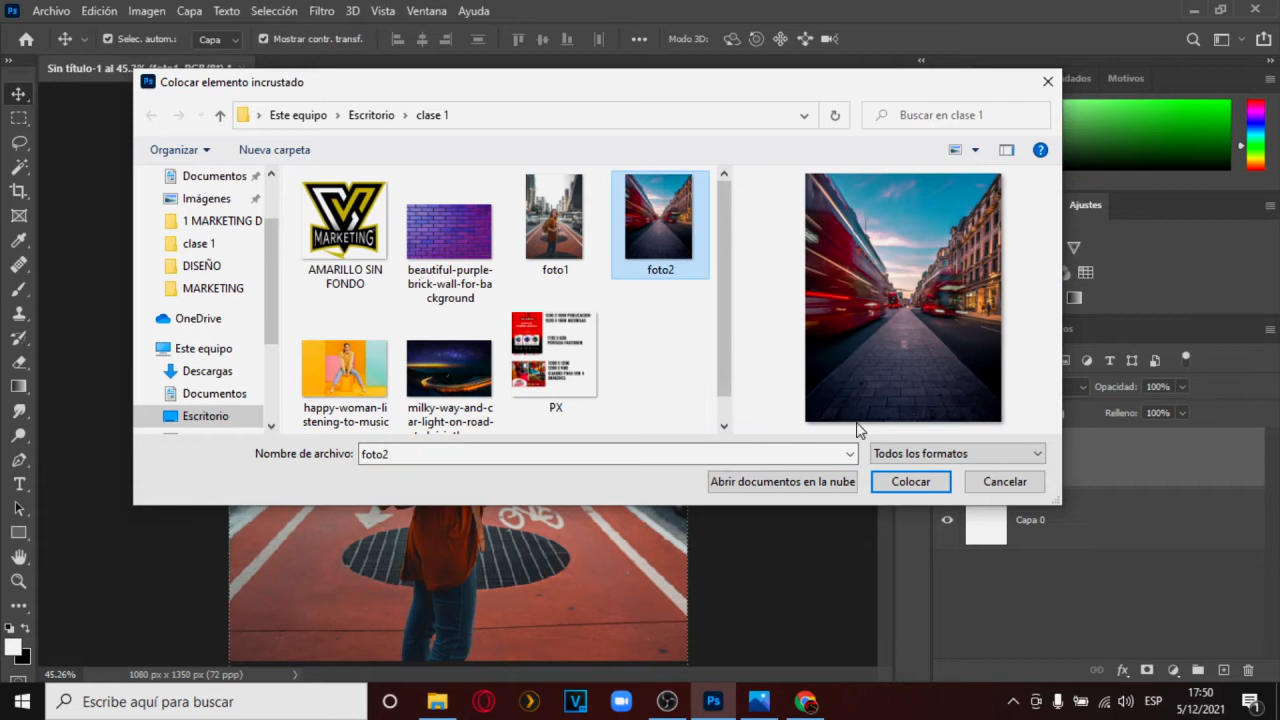 Archivo Edición Imagen Capa Texto Selección Filtro 3D Vista Ventana Ayuda
Selec. autom.: Capa Mostrar contr. transf. ••• Modo 3D:
Sin título-1 al 45.
Colocar elemento incrustado
Motivos
Este equipo > Escritorio > clase 1
Buscar en clase 1
Organizar
Nueva carpeta
Documentos
Imágenes
1 MARKETING D
clase 1
DISEÑO
MARKETING
OneDrive
Este equipo
Descargas
Documentos
Escritorio
MARKETING
AMARILLO SIN
FONDO
beautiful-purple-
brick-wall-for-ba
ckground
foto1
foto2
happy-woman-li
stening-to-music
milky-way-and-c
ar-light-on-road-
PX
Nombre de archivo: foto2
Todos los formatos
Abrir documentos en la nube
Colocar
Cancelar
Ajustes
Opacidad: 100%
Relleno: 100%
Capa 0
45.26%
1080 px x 1350 px (72 ppp)
Escribe aquí para buscar
ESP
17:50
5/12/2021